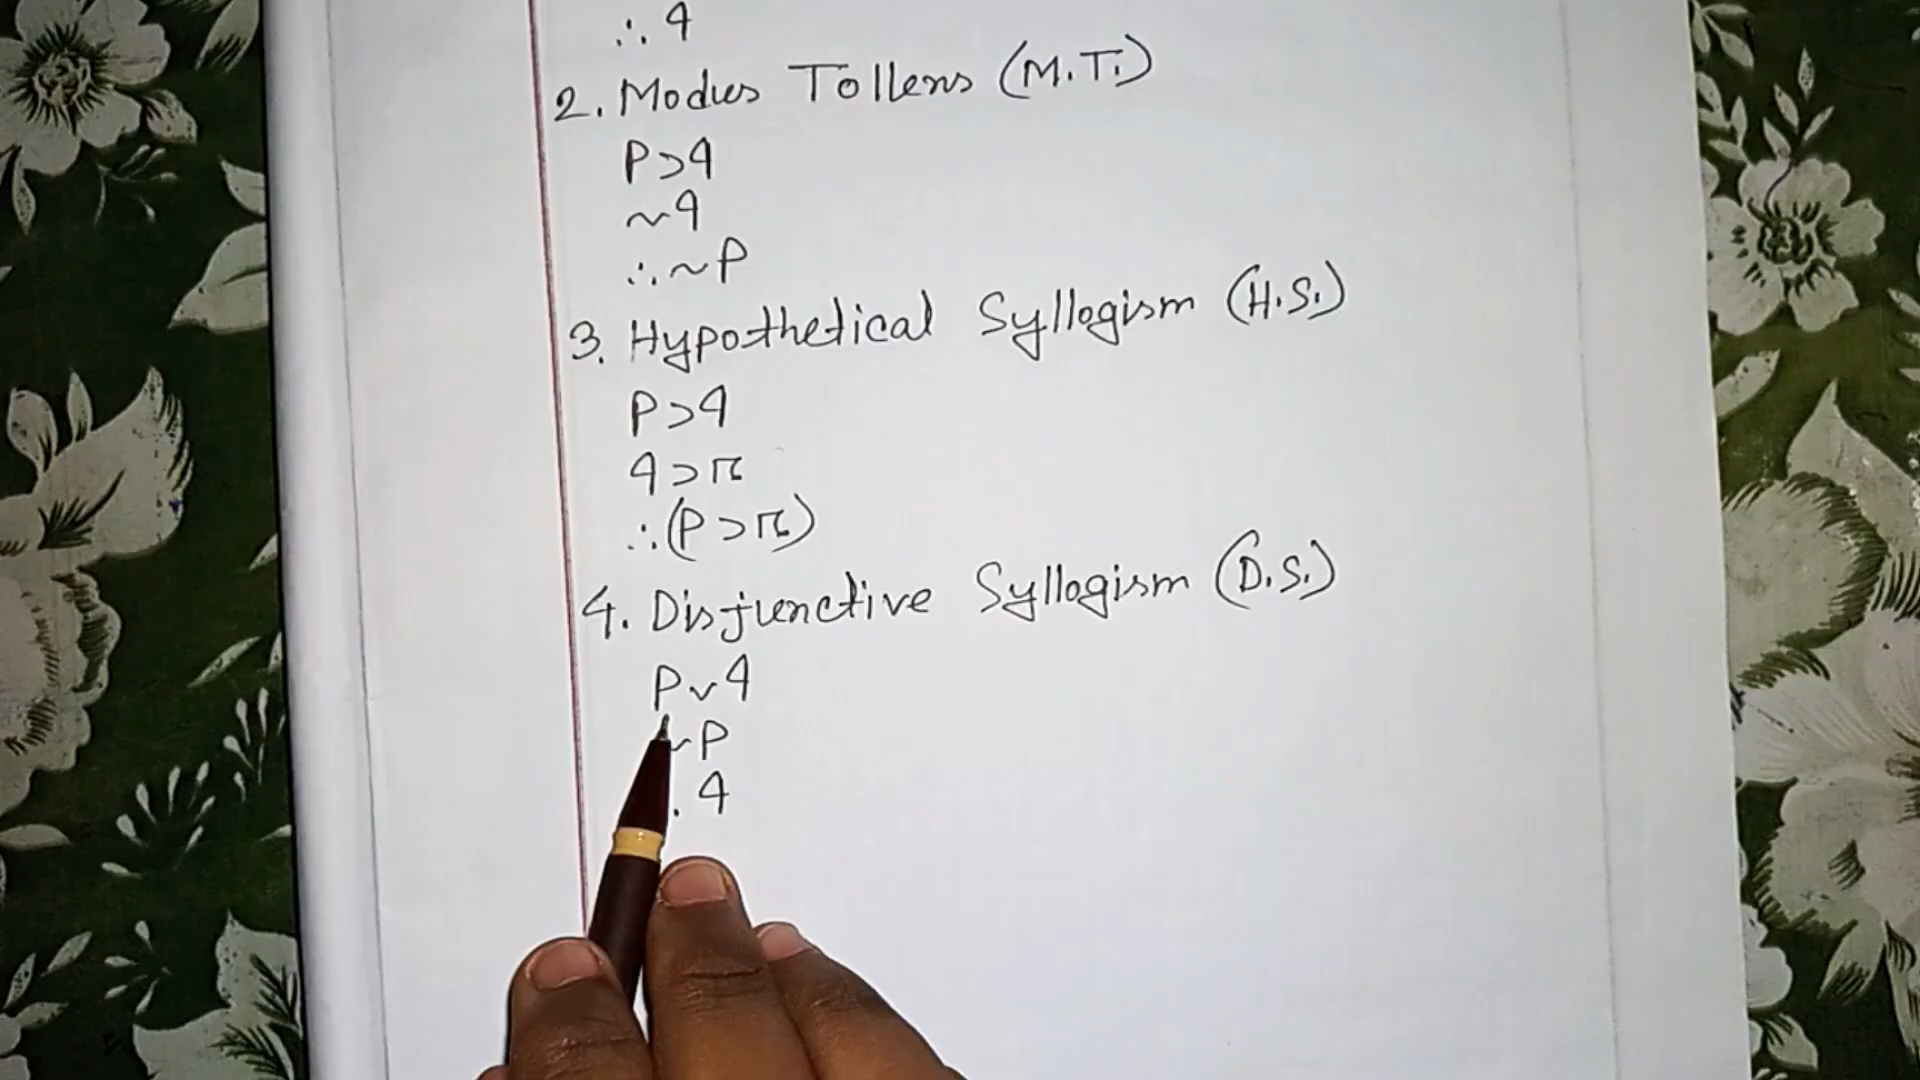 ∴ q
2. Modus Tollens (M.T.)
P⊃q
~q
∴ ~P
3. Hypothetical Syllogism (H.S.)
P⊃q
q⊃r
∴ (P⊃r)
4. Disjunctive Syllogism (D.S.)
P∨q
~P
∴ q